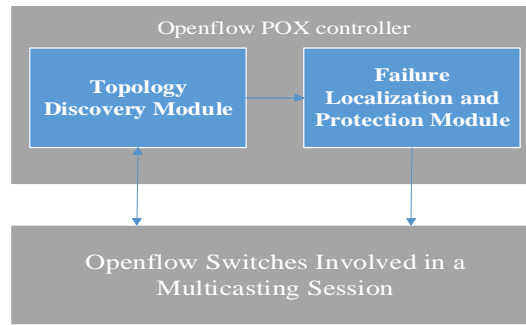 Openflow POX controller
Topology
Discovery Module
Failure
Localization and
Protection Module
Openflow Switches Involved in a
Multicasting Session